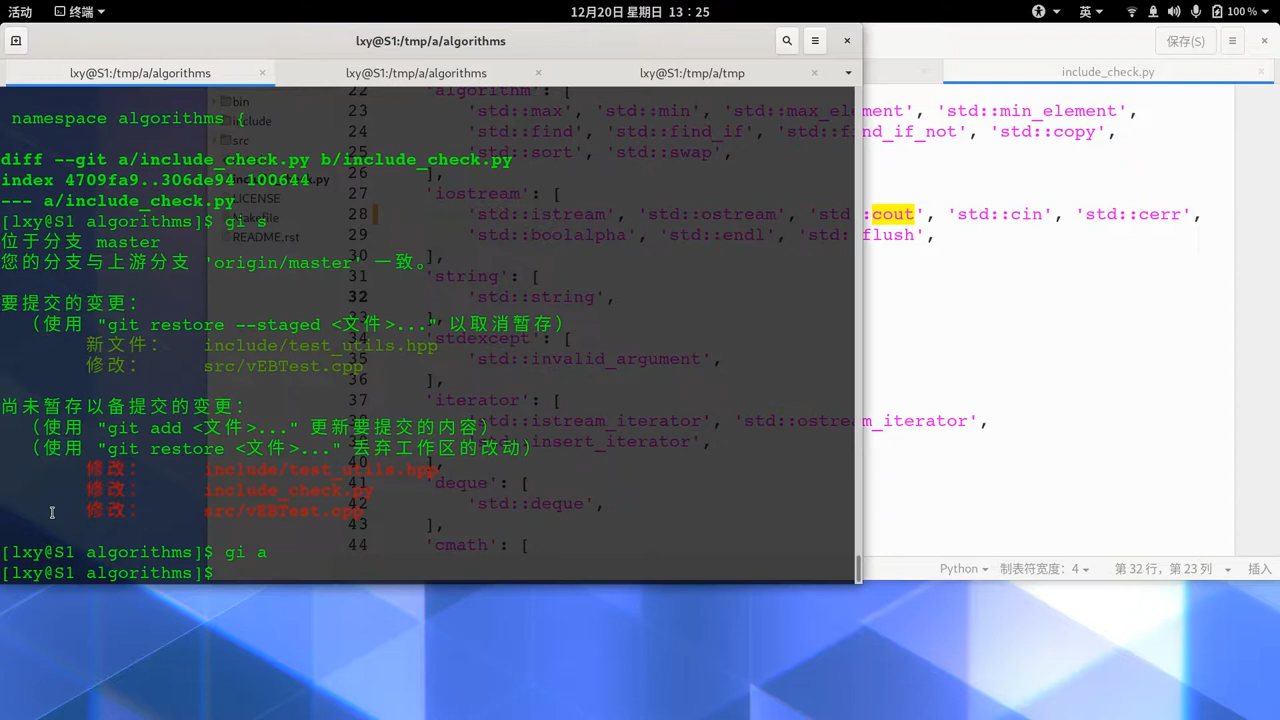 活动 终端 12月20日 星期日 13：25 英 100 %
lxy@S1:/tmp/a/algorithms 保存(S)
lxy@S1:/tmp/a/algorithms lxy@S1:/tmp/a/algorithms lxy@S1:/tmp/a/tmp include_check.py
namespace algorithms {
diff --git a/include_check.py b/include_check.py
index 4709fa9..306de94 100644
--- a/include_check.py
[lxy@S1 algorithms]$ gi s
位于分支 master
您的分支与上游分支 'origin/master' 一致。
要提交的变更：
（使用 "git restore --staged <文件>..." 以取消暂存）
新文件： include/test_utils.hpp
修改： src/vEBTest.cpp
尚未暂存以备提交的变更：
（使用 "git add <文件>..." 更新要提交的内容）
（使用 "git restore <文件>..." 丢弃工作区的改动）
修改： include/test_utils.hpp
修改： include_check.py
修改： src/vEBTest.cpp
[lxy@S1 algorithms]$ gi a
[lxy@S1 algorithms]$
bin
include
src
LICENSE
Makefile
README.rst
22 'algorithm': [
23 'std::max', 'std::min', 'std::max_element', 'std::min_element',
24 'std::find', 'std::find_if', 'std::find_if_not', 'std::copy',
25 'std::sort', 'std::swap',
26 ],
27 'iostream': [
28 'std::istream', 'std::ostream', 'std::cout', 'std::cin', 'std::cerr',
29 'std::boolalpha', 'std::endl', 'std::flush',
30 ],
31 'string': [
32 'std::string',
],
34 'stdexcept': [
35 'std::invalid_argument',
36 ],
37 'iterator': [
'std::istream_iterator', 'std::ostream_iterator',
insert_iterator',
40 ],
41 'deque': [
42 'std::deque',
43 ],
44 'cmath': [
Python 制表符宽度：4 第 32 行，第 23 列 插入